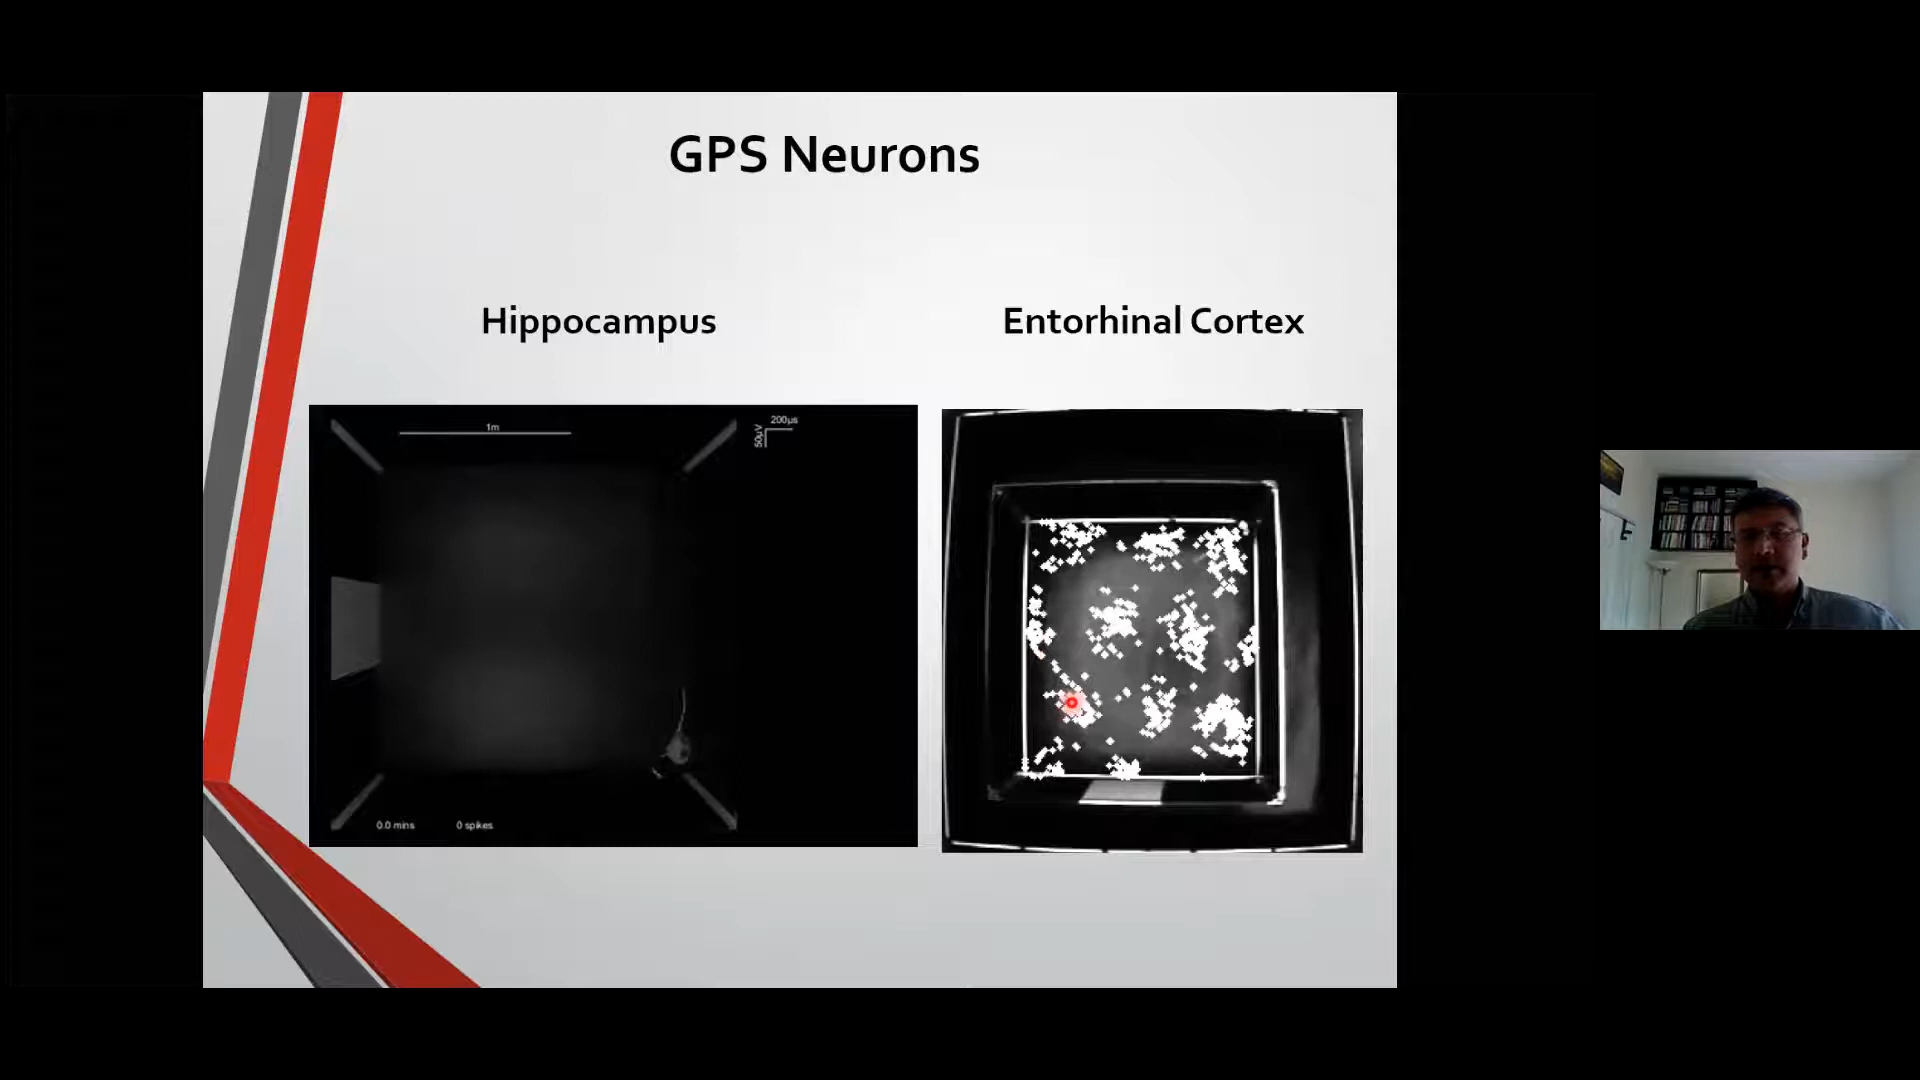 GPS Neurons
Hippocampus
Entorhinal Cortex
1m
200µs
50µV
0.0 mins
0 spikes